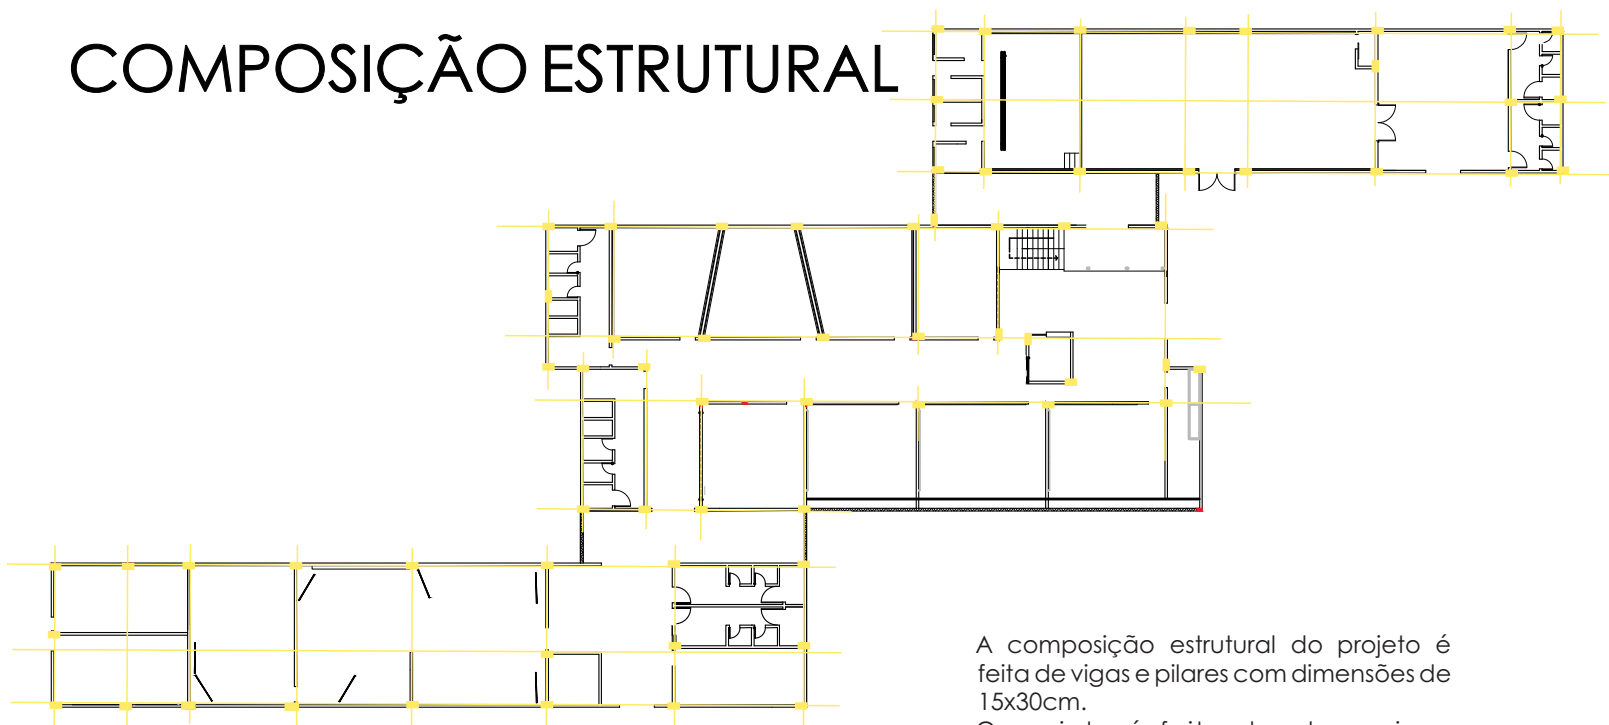 COMPOSIÇÃO ESTRUTURAL
A composição estrutural do projeto é
feita de vigas e pilares com dimensões de
15x30cm.